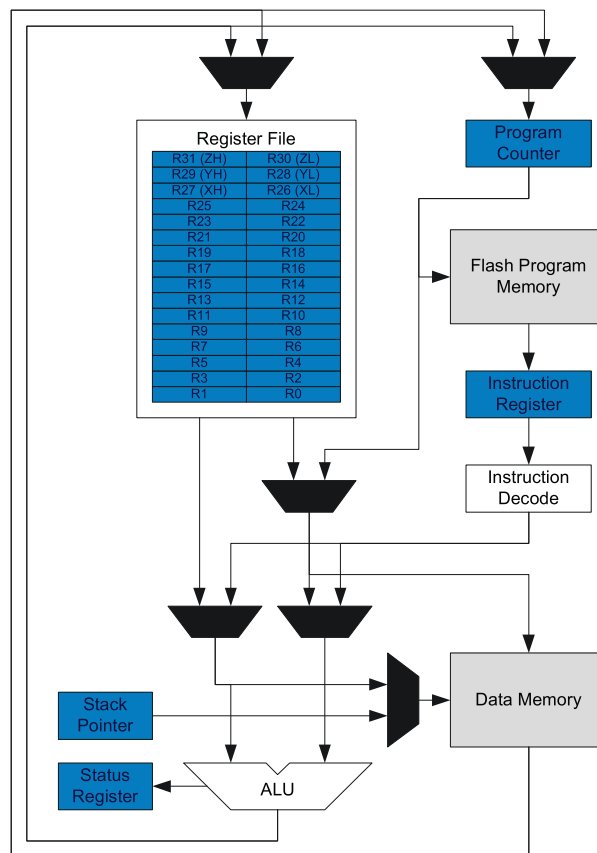 Register File
R31 (ZH) R30 (ZL)
R29 (YH) R28 (YL)
R27 (XH) R26 (XL)
R25 R24
R23 R22
R21 R20
R19 R18
R17 R16
R15 R14
R13 R12
R11 R10
R9 R8
R7 R6
R5 R4
R3 R2
R1 R0
Program
Counter
Flash Program
Memory
Instruction
Register
Instruction
Decode
Data Memory
Stack
Pointer
Status
Register
ALU